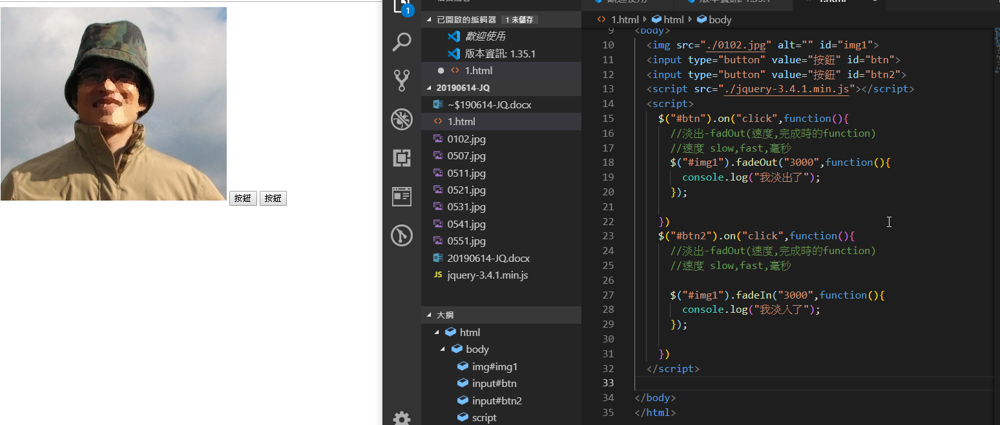 按鈕 按鈕
1
已開啟的編輯器 1 未儲存
歡迎使用
版本資訊: 1.35.1
1.html
20190614-JQ
~$190614-JQ.docx
1.html
0102.jpg
0507.jpg
0511.jpg
0521.jpg
0531.jpg
0541.jpg
0551.jpg
20190614-JQ.docx
JS jquery-3.4.1.min.js
大綱
html
body
img#img1
input#btn
input#btn2
script
1.html html body
9 <body>
10 <img src="./0102.jpg" alt="" id="img1">
11 <input type="button" value="按鈕" id="btn">
12 <input type="button" value="按鈕" id="btn2">
13 <script src="./jquery-3.4.1.min.js"></script>
14 <script>
15 $("#btn").on("click",function(){
16 //淡出-fadOut(速度,完成時的function)
17 //速度 slow,fast,毫秒
18 $("#img1").fadeOut("3000",function(){
19 console.log("我淡出了");
20 });
21
22 })
23 $("#btn2").on("click",function(){
24 //淡出-fadOut(速度,完成時的function)
25 //速度 slow,fast,毫秒
26
27 $("#img1").fadeIn("3000",function(){
28 console.log("我淡入了");
29 });
30
31 })
32 </script>
33
34 </body>
35 </html>